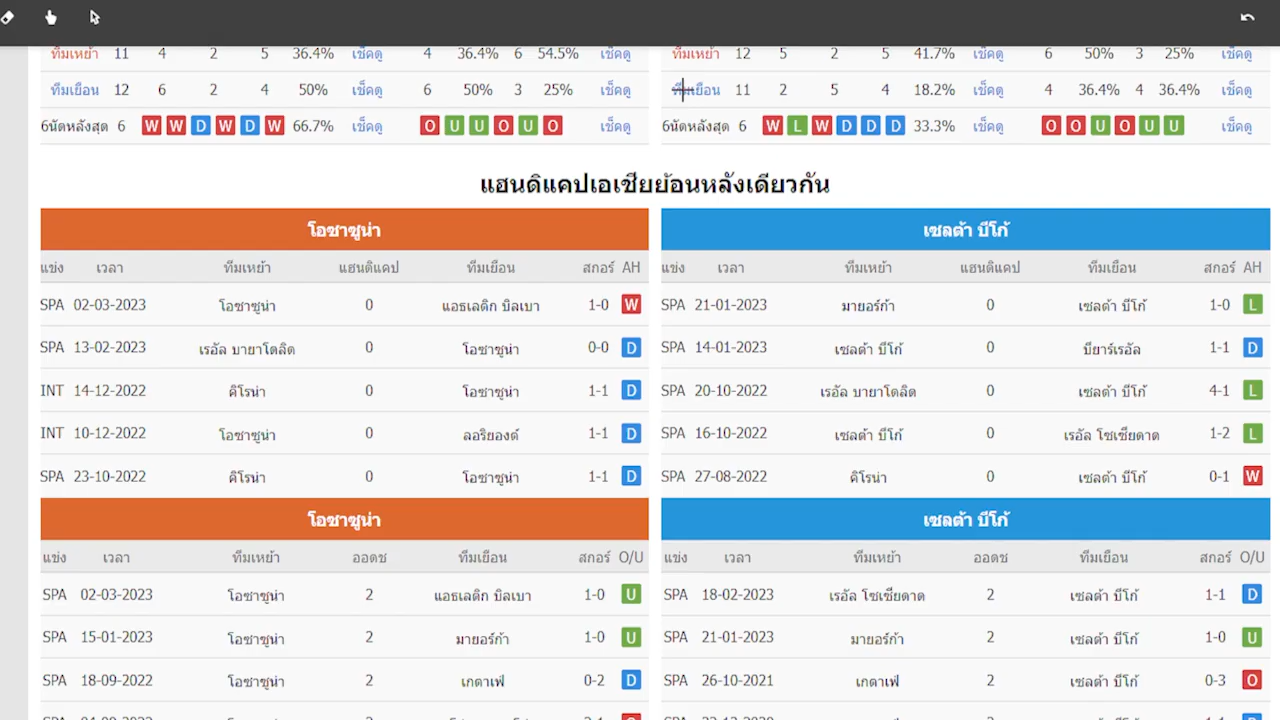 ทีมเหย้า 11 4 2 5 36.4% เช็คดู 4 36.4% 6 54.5% เช็คดู
ทีมเหย้า 12 5 2 5 41.7% เช็คดู 6 50% 3 25% เช็คดู
ทีมเยือน 12 6 2 4 50% เช็คดู 6 50% 3 25% เช็คดู
ทีมเยือน 11 2 5 4 18.2% เช็คดู 4 36.4% 4 36.4% เช็คดู
6นัดหลังสุด 6 W W D W D W 66.7% เช็คดู O U U O U O เช็คดู
6นัดหลังสุด 6 W L W D D D 33.3% เช็คดู O O U O U U เช็คดู
แฮนดิแคปเอเชียย้อนหลังเดียวกัน
โอซาซูน่า
แข่ง เวลา ทีมเหย้า แฮนดิแคป ทีมเยือน สกอร์ AH
SPA 02-03-2023 โอซาซูน่า 0 แอธเลติก บิลเบา 1-0 W
SPA 13-02-2023 เรอัล บายาโดลิด 0 โอซาซูน่า 0-0 D
INT 14-12-2022 คิโรน่า 0 โอซาซูน่า 1-1 D
INT 10-12-2022 โอซาซูน่า 0 ลอริยองต์ 1-1 D
SPA 23-10-2022 คิโรน่า 0 โอซาซูน่า 1-1 D
เซลต้า บีโก้
แข่ง เวลา ทีมเหย้า แฮนดิแคป ทีมเยือน สกอร์ AH
SPA 21-01-2023 มายอร์ก้า 0 เซลต้า บีโก้ 1-0 L
SPA 14-01-2023 เซลต้า บีโก้ 0 บียาร์เรอัล 1-1 D
SPA 20-10-2022 เรอัล บายาโดลิด 0 เซลต้า บีโก้ 4-1 L
SPA 16-10-2022 เซลต้า บีโก้ 0 เรอัล โซเซียดาด 1-2 L
SPA 27-08-2022 คิโรน่า 0 เซลต้า บีโก้ 0-1 W
โอซาซูน่า
แข่ง เวลา ทีมเหย้า ออดซ ทีมเยือน สกอร์ O/U
SPA 02-03-2023 โอซาซูน่า 2 แอธเลติก บิลเบา 1-0 U
SPA 15-01-2023 โอซาซูน่า 2 มายอร์ก้า 1-0 U
SPA 18-09-2022 โอซาซูน่า 2 เกตาเฟ่ 0-2 D
เซลต้า บีโก้
แข่ง เวลา ทีมเหย้า ออดซ ทีมเยือน สกอร์ O/U
SPA 18-02-2023 เรอัล โซเซียดาด 2 เซลต้า บีโก้ 1-1 D
SPA 21-01-2023 มายอร์ก้า 2 เซลต้า บีโก้ 1-0 U
SPA 26-10-2021 เกตาเฟ่ 2 เซลต้า บีโก้ 0-3 O